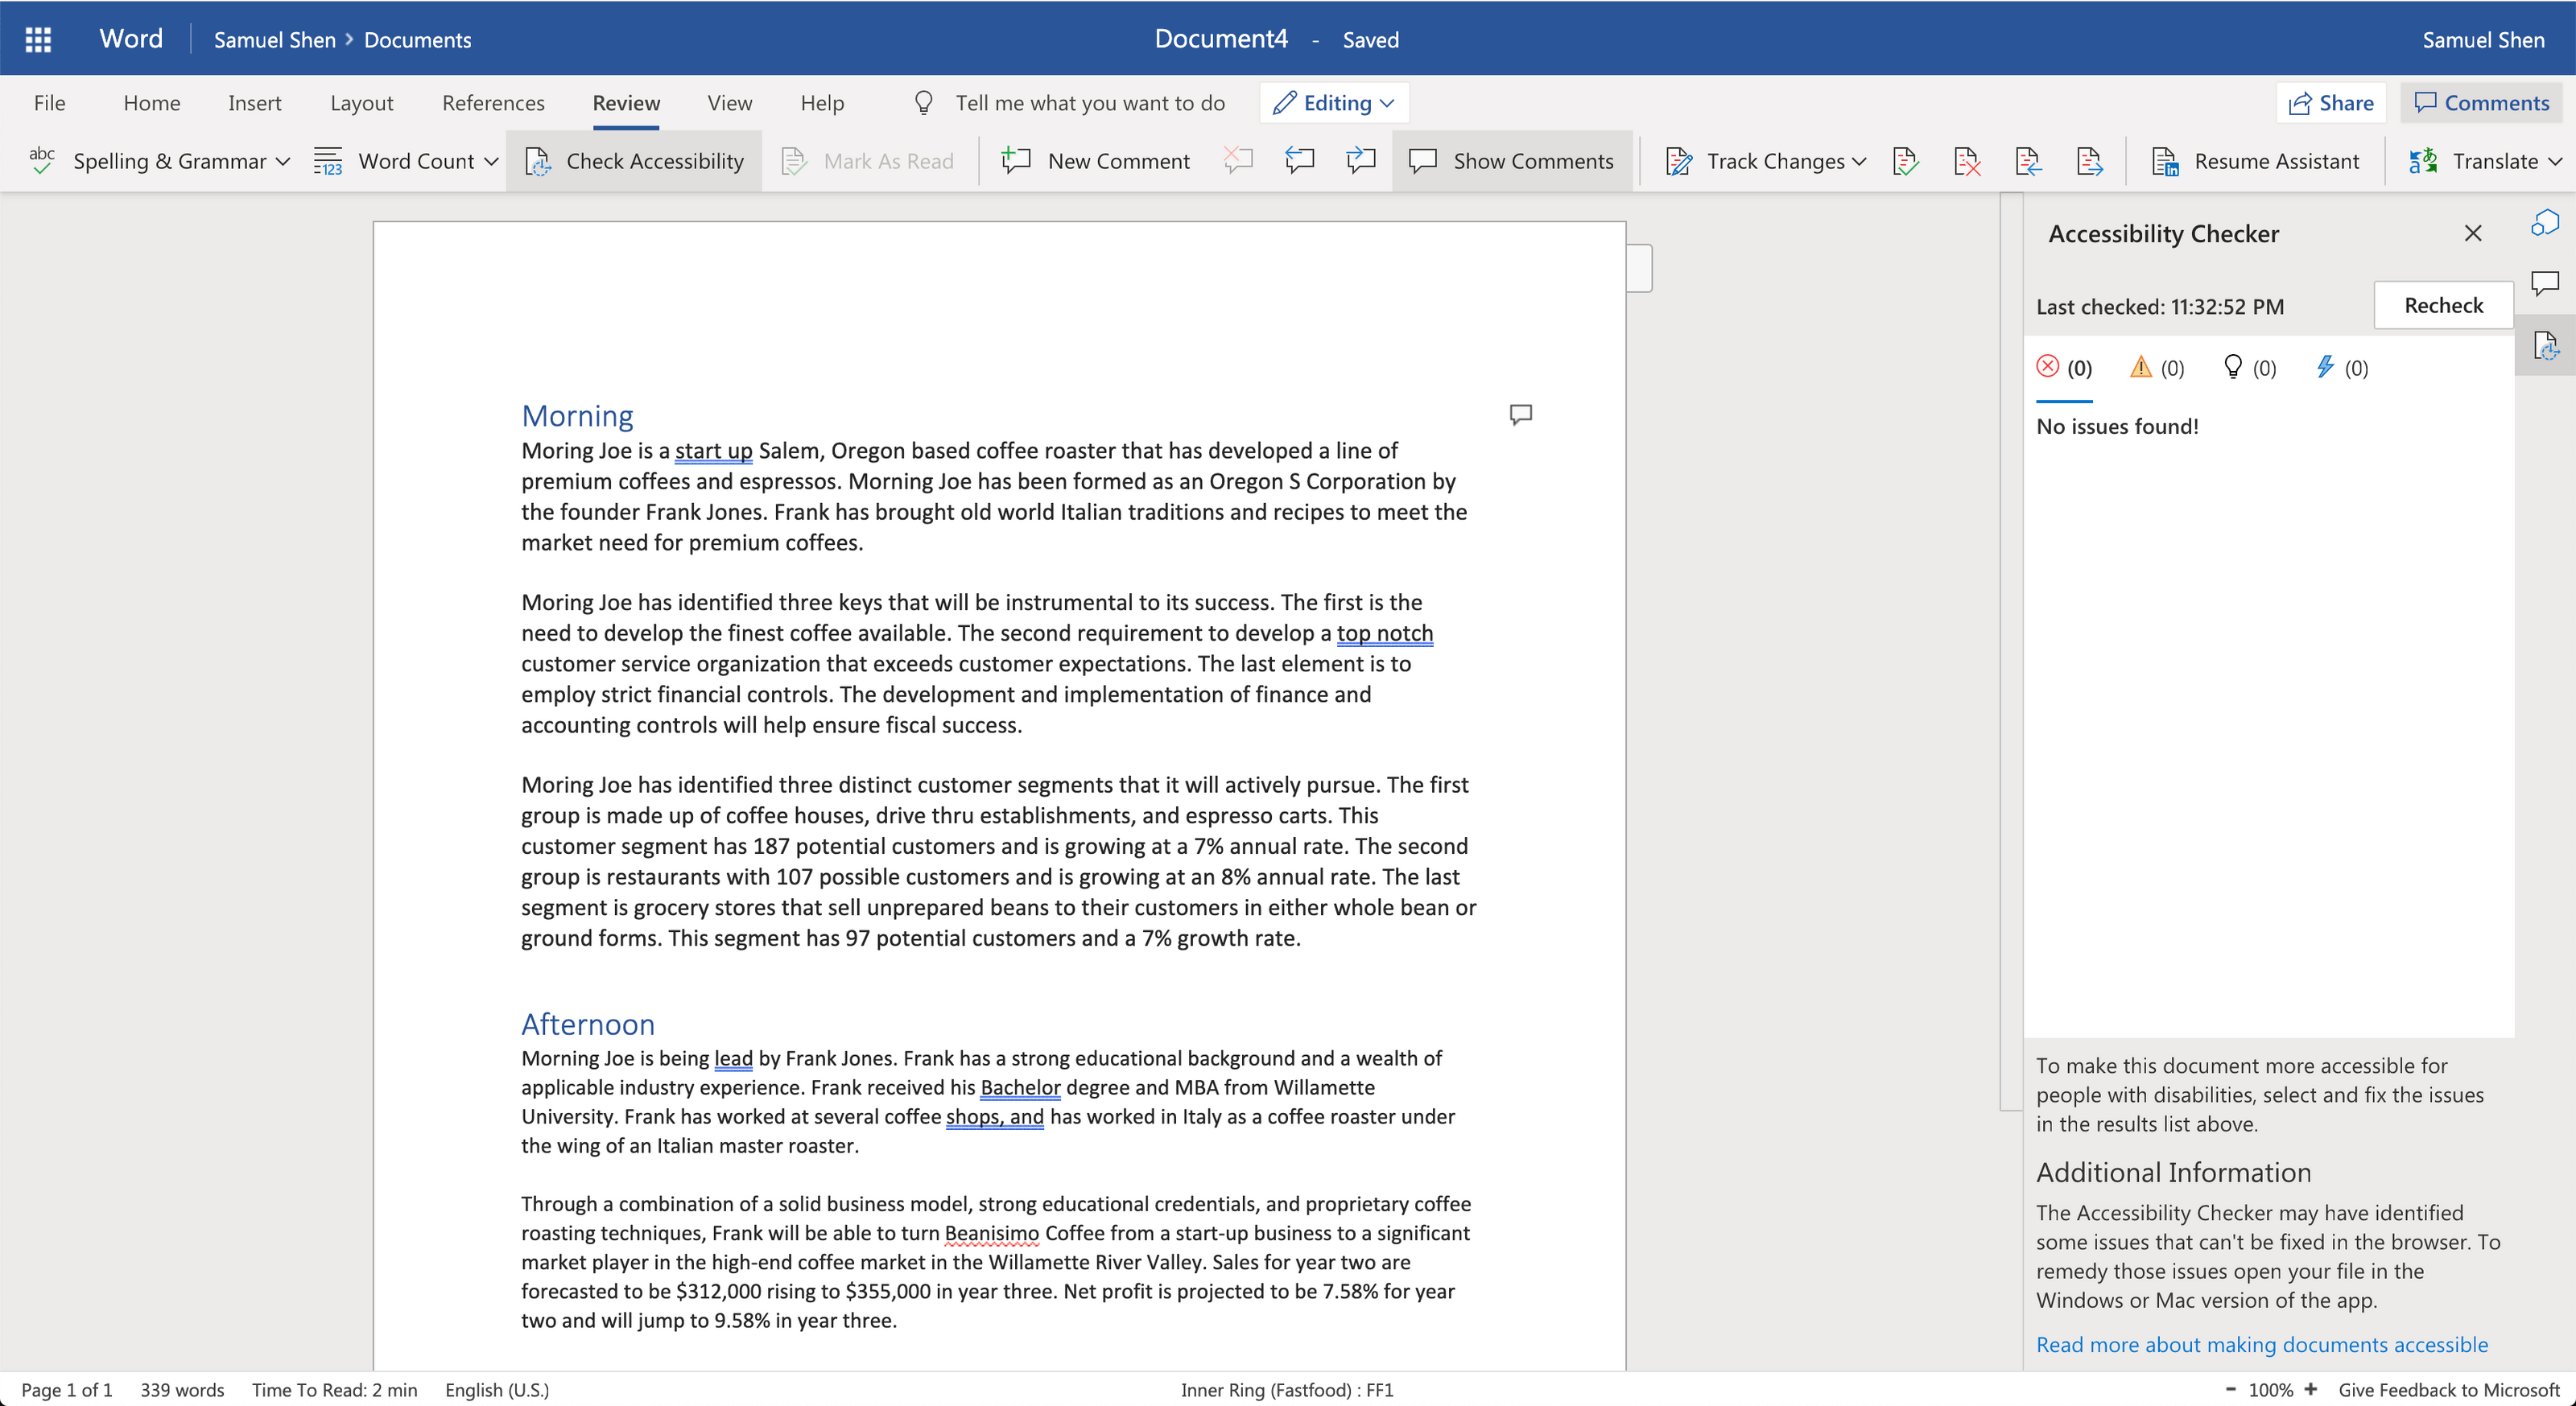 Word Samuel Shen > Documents Document4 - Saved Samuel Shen
File Home Insert Layout References Review View Help Tell me what you want to do Editing Share Comments
abc Spelling & Grammar 123 Word Count Check Accessibility Mark As Read New Comment Show Comments Track Changes in Resume Assistant Translate
Morning
Moring Joe is a start up Salem, Oregon based coffee roaster that has developed a line of
premium coffees and espressos. Morning Joe has been formed as an Oregon S Corporation by
the founder Frank Jones. Frank has brought old world Italian traditions and recipes to meet the
market need for premium coffees.
Moring Joe has identified three keys that will be instrumental to its success. The first is the
need to develop the finest coffee available. The second requirement to develop a top notch
customer service organization that exceeds customer expectations. The last element is to
employ strict financial controls. The development and implementation of finance and
accounting controls will help ensure fiscal success.
Moring Joe has identified three distinct customer segments that it will actively pursue. The first
group is made up of coffee houses, drive thru establishments, and espresso carts. This
customer segment has 187 potential customers and is growing at a 7% annual rate. The second
group is restaurants with 107 possible customers and is growing at an 8% annual rate. The last
segment is grocery stores that sell unprepared beans to their customers in either whole bean or
ground forms. This segment has 97 potential customers and a 7% growth rate.
Afternoon
Morning Joe is being lead by Frank Jones. Frank has a strong educational background and a wealth of
applicable industry experience. Frank received his Bachelor degree and MBA from Willamette
University. Frank has worked at several coffee shops, and has worked in Italy as a coffee roaster under
the wing of an Italian master roaster.
Through a combination of a solid business model, strong educational credentials, and proprietary coffee
roasting techniques, Frank will be able to turn Beanisimo Coffee from a start-up business to a significant
market player in the high-end coffee market in the Willamette River Valley. Sales for year two are
forecasted to be $312,000 rising to $355,000 in year three. Net profit is projected to be 7.58% for year
two and will jump to 9.58% in year three.
Accessibility Checker
Last checked: 11:32:52 PM Recheck
(0) (0) (0) (0)
No issues found!
To make this document more accessible for
people with disabilities, select and fix the issues
in the results list above.
Additional Information
The Accessibility Checker may have identified
some issues that can't be fixed in the browser. To
remedy those issues open your file in the
Windows or Mac version of the app.
Read more about making documents accessible
Page 1 of 1 339 words Time To Read: 2 min English (U.S.) Inner Ring (Fastfood) : FF1 - 100% + Give Feedback to Microsoft